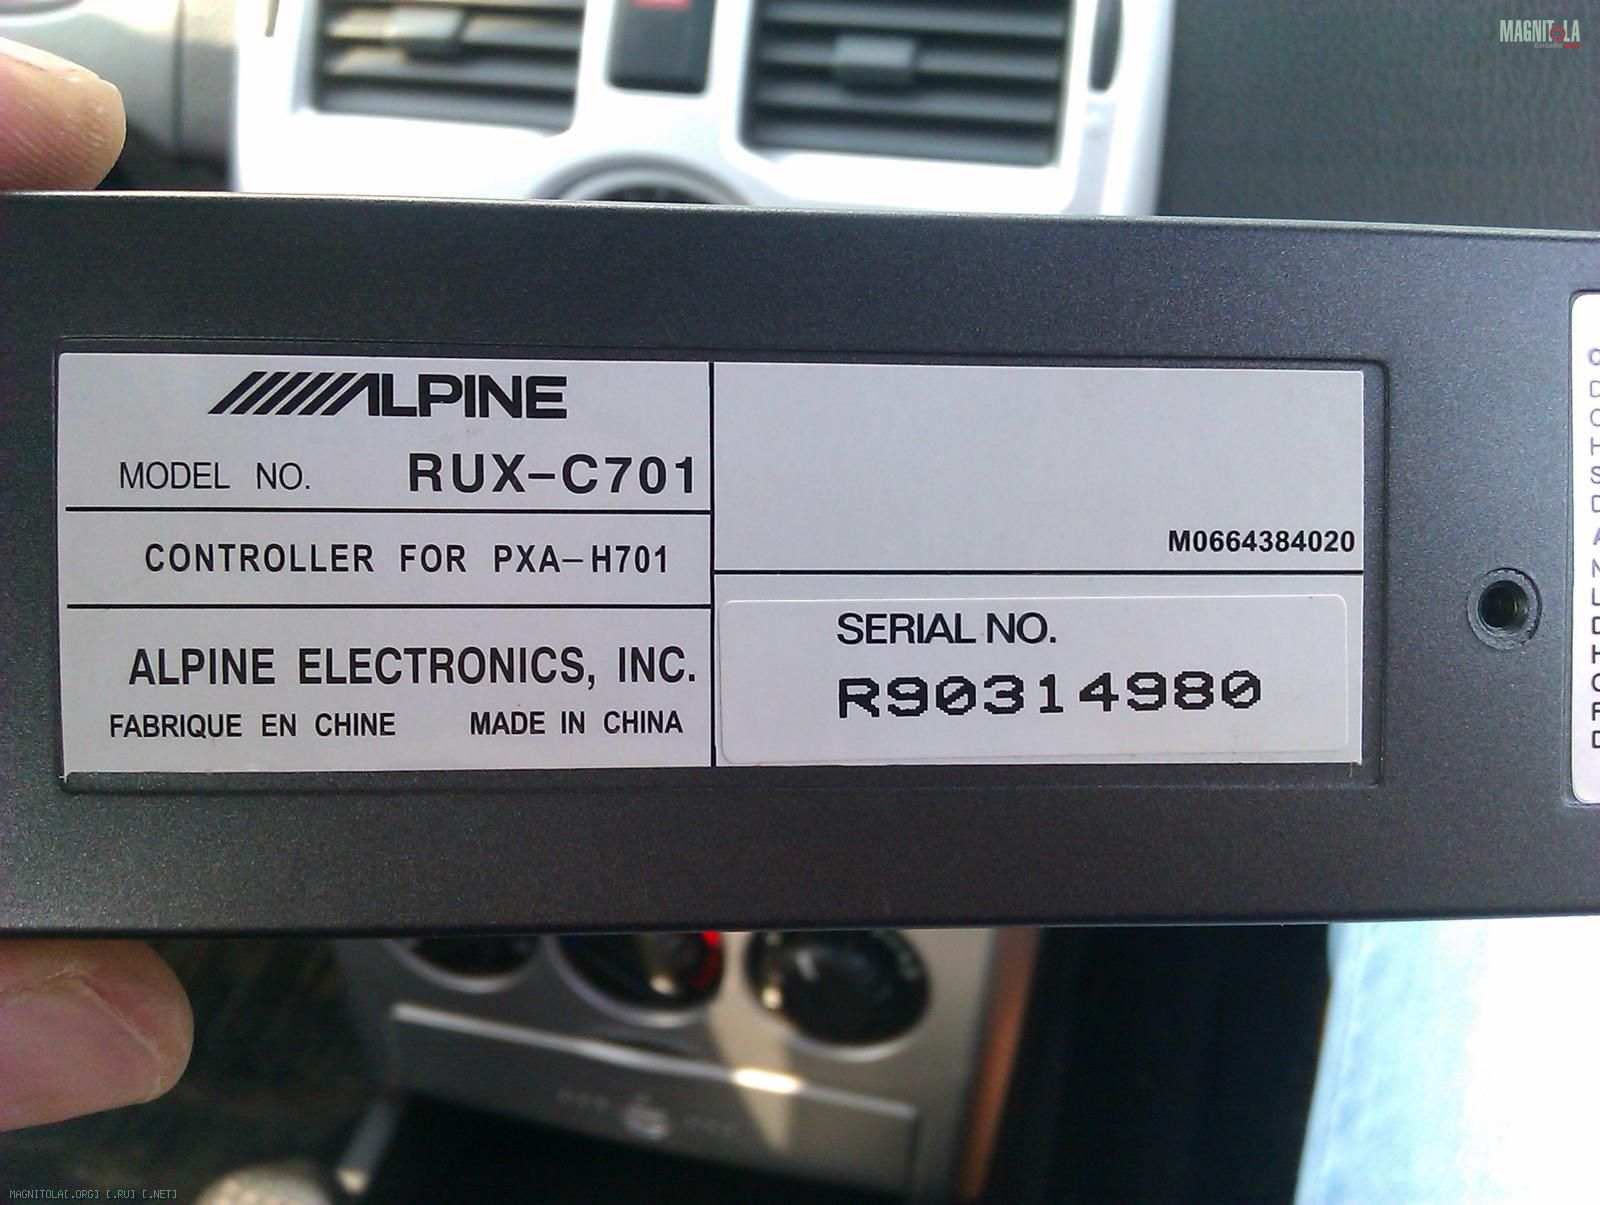 MAGNITOLA
ALPINE
MODEL NO. RUX-C701
CONTROLLER FOR PXA-H701
ALPINE ELECTRONICS, INC.
FABRIQUE EN CHINE MADE IN CHINA
M0664384020
SERIAL NO.
R90314980
MAGNITOLA[.ORG] [.RU] [.NET]